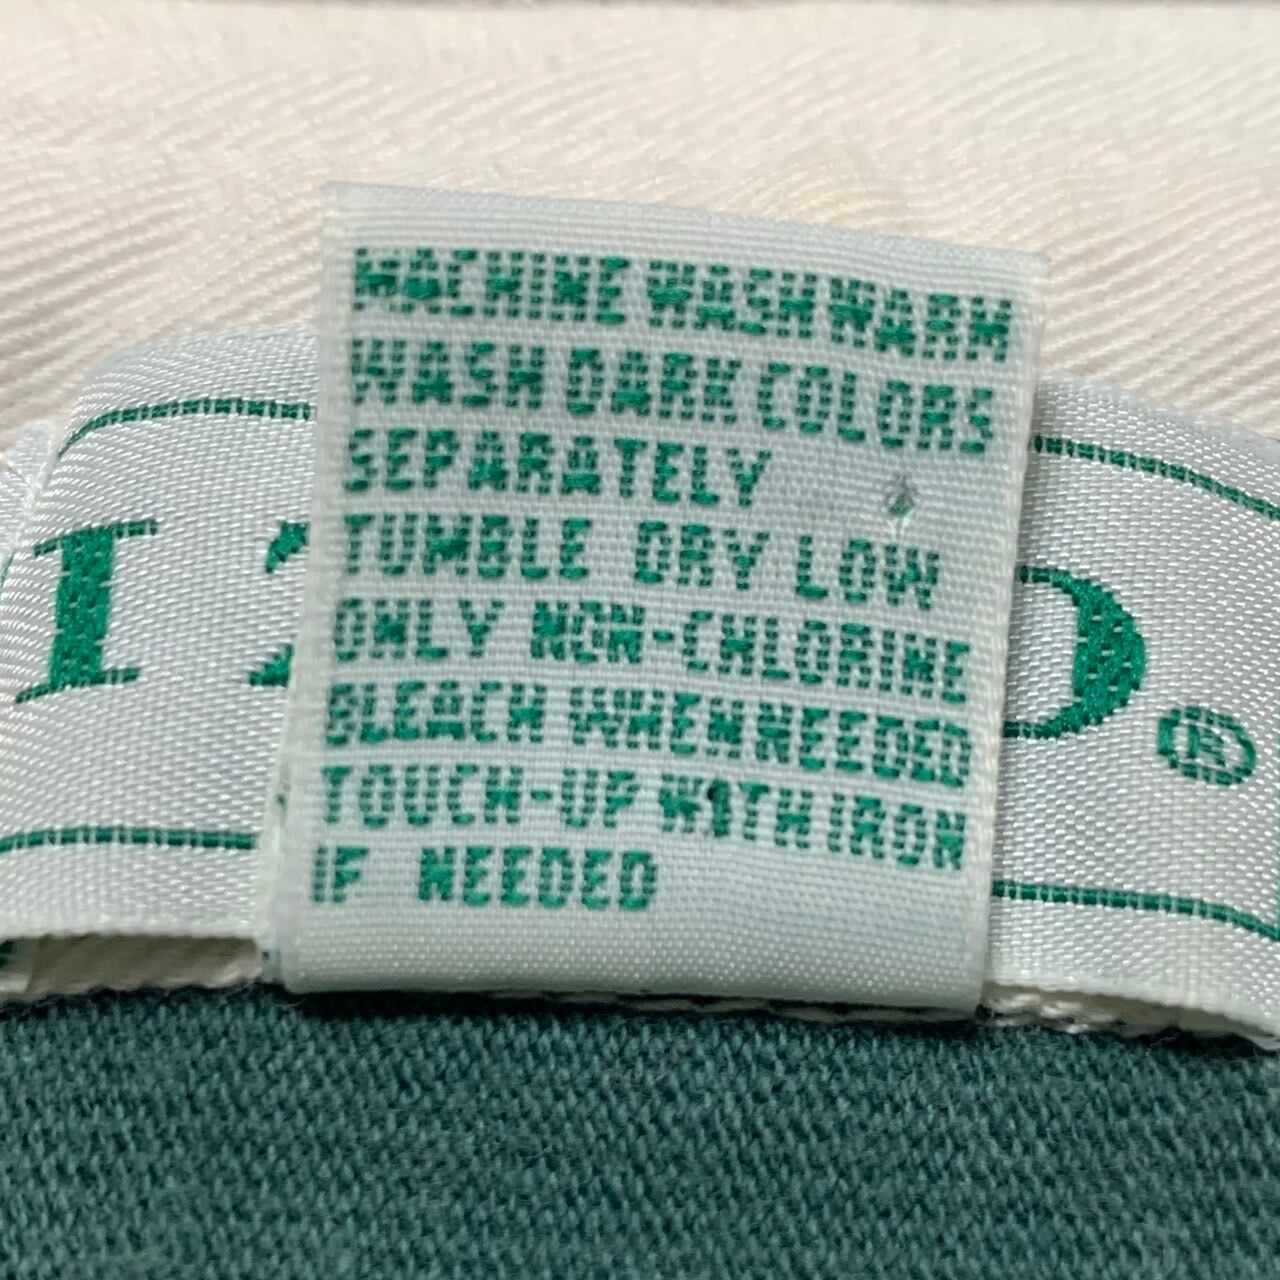 MACHINE WASH WARM
WASH DARK COLORS
SEPARATELY
TUMBLE DRY LOW
ONLY NON-CHLORINE
BLEACH WHEN NEEDED
TOUCH-UP WITH IRON
IF NEEDED
®